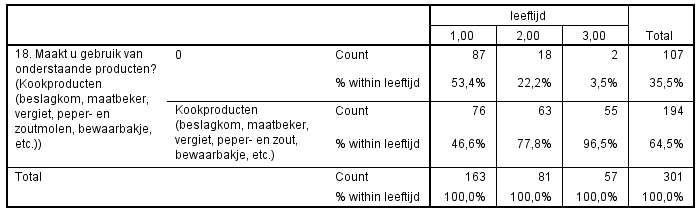 leeftijd
1,00 2,00 3,00 Total
18. Maakt u gebruik van 0 Count 87 18 2 107
onderstaande producten?
(Kookproducten % within leeftijd 53,4% 22,2% 3,5% 35,5%
(beslagkom, maatbeker,
vergiet, peper- en Kookproducten Count 76 63 55 194
zoutmolen, bewaarbakje, (beslagkom, maatbeker,
etc.)) vergiet, peper- en zout, % within leeftijd 46,6% 77,8% 96,5% 64,5%
bewaarbakje, etc.)
Total Count 163 81 57 301
% within leeftijd 100,0% 100,0% 100,0% 100,0%